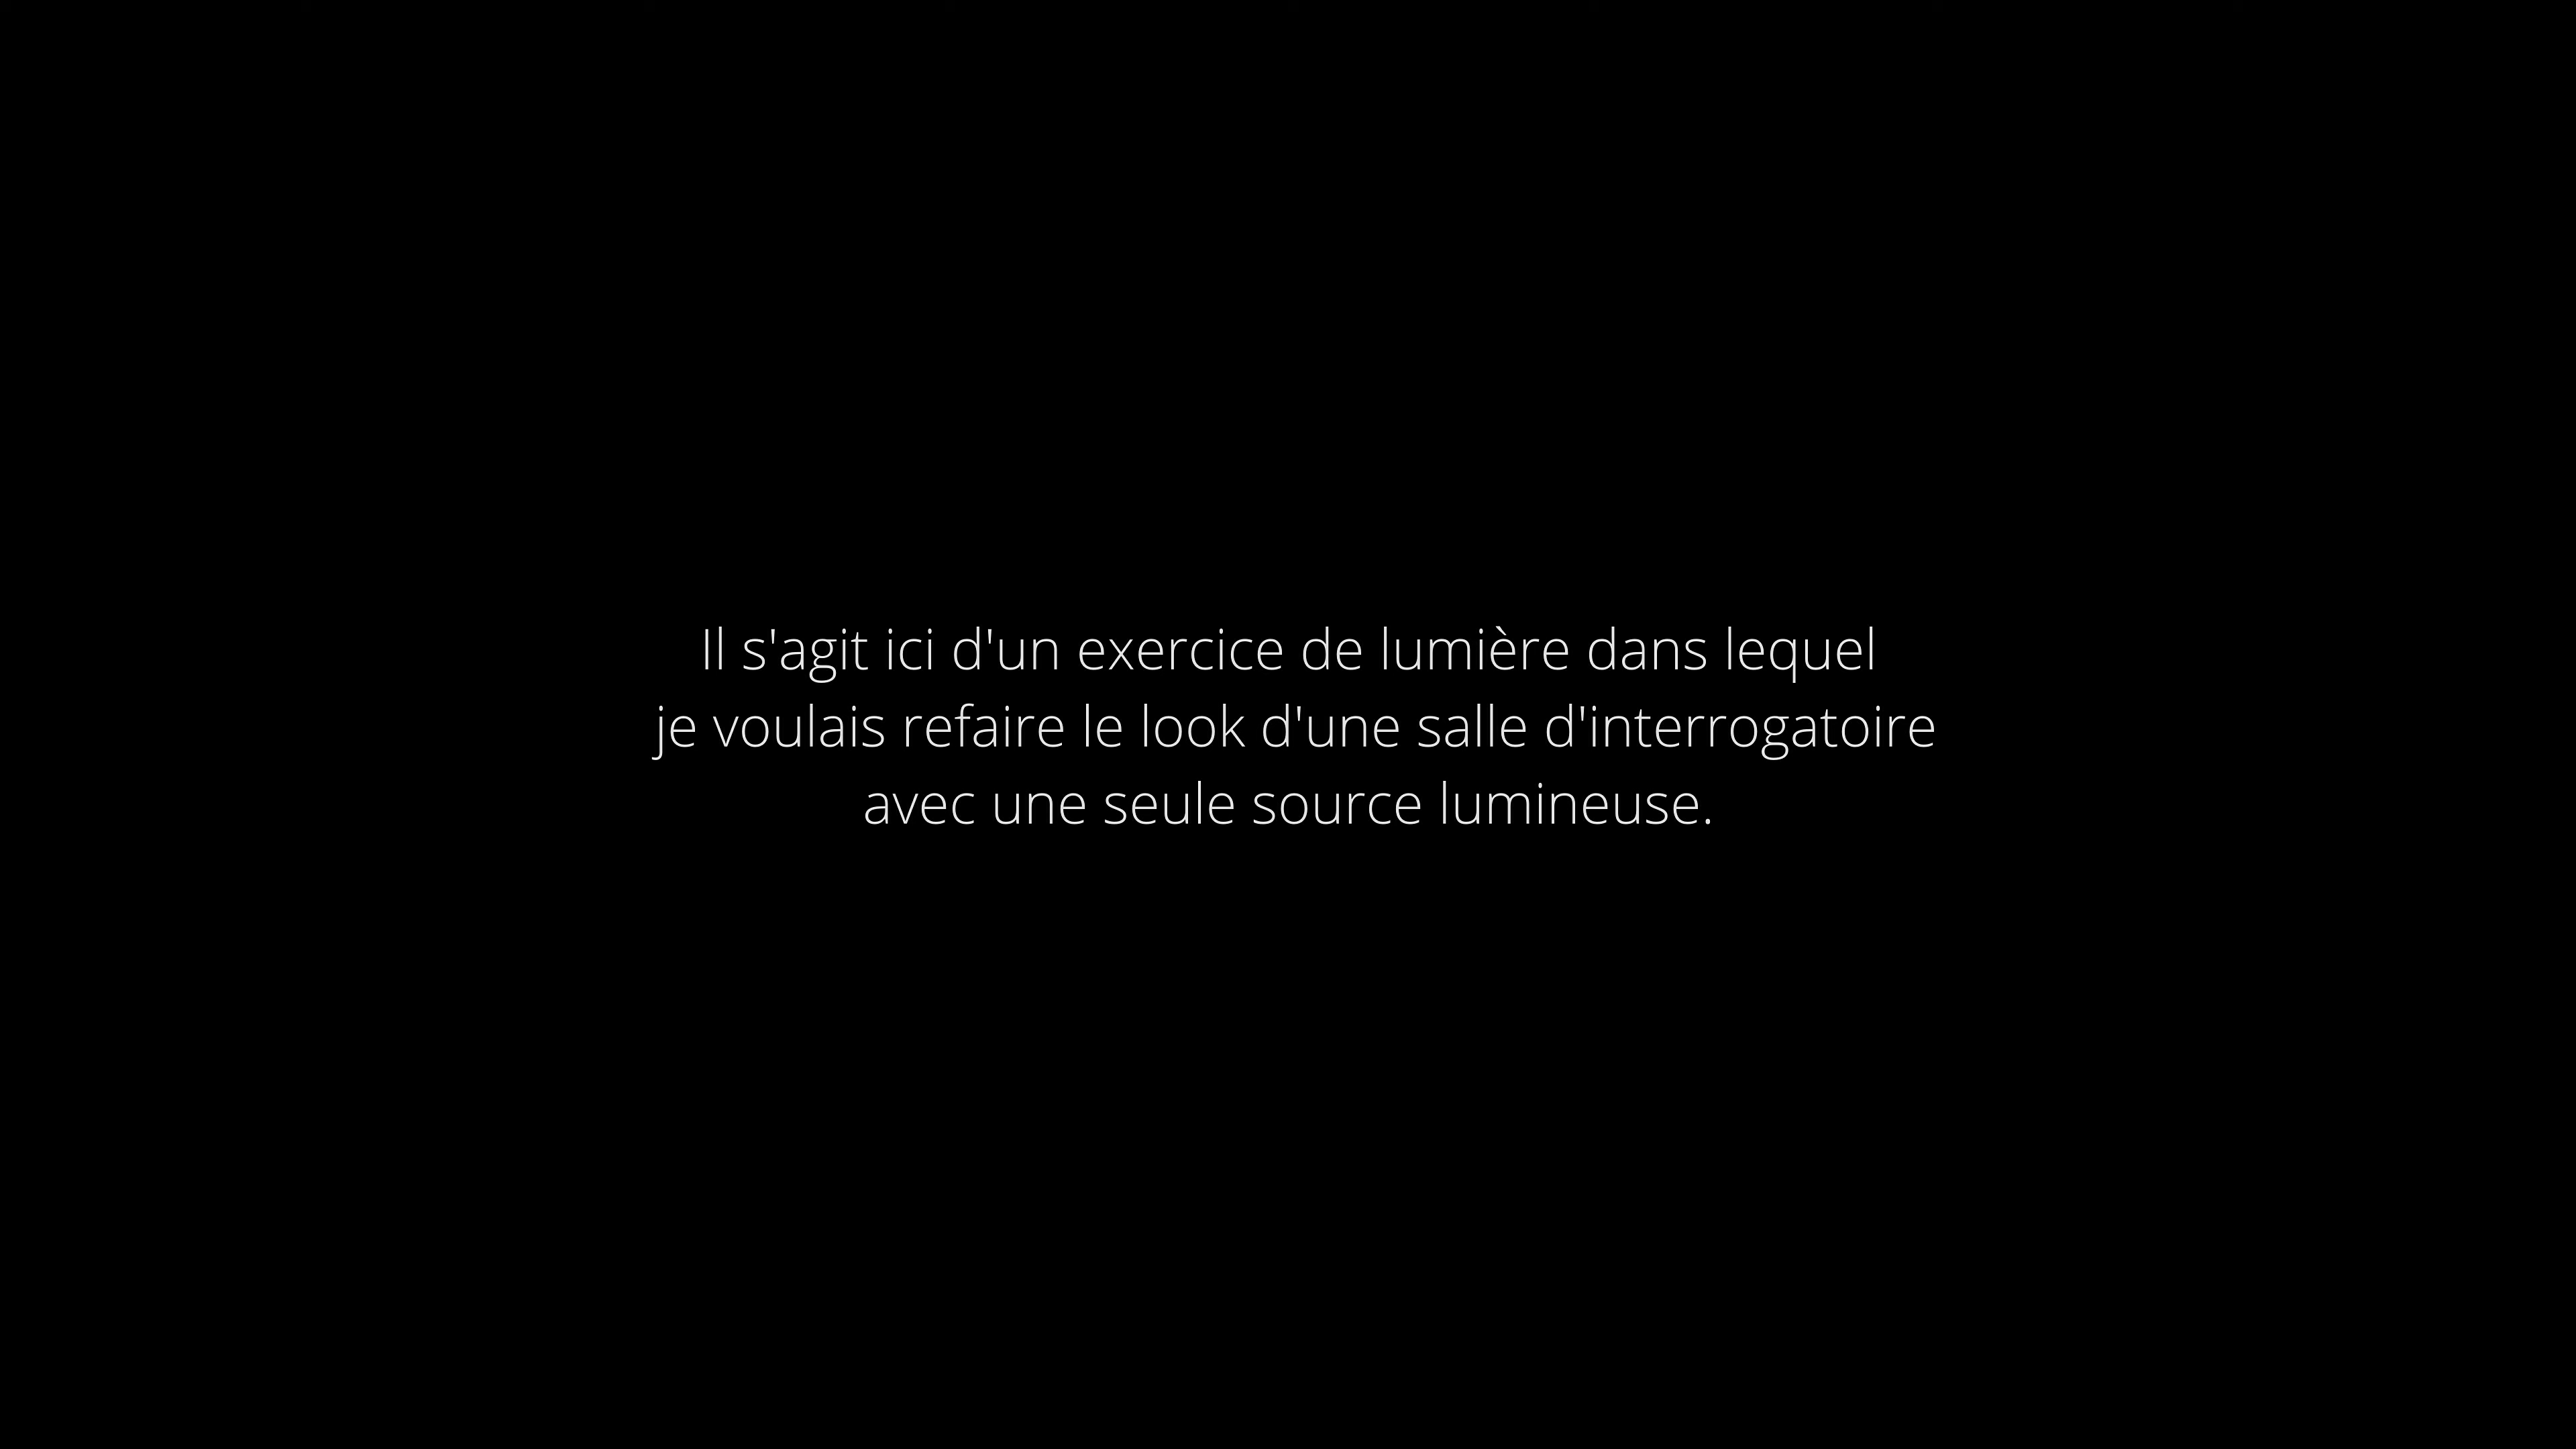 Il s'agit ici d'un exercice de lumière dans lequel
je voulais refaire le look d'une salle d'interrogatoire
avec une seule source lumineuse.